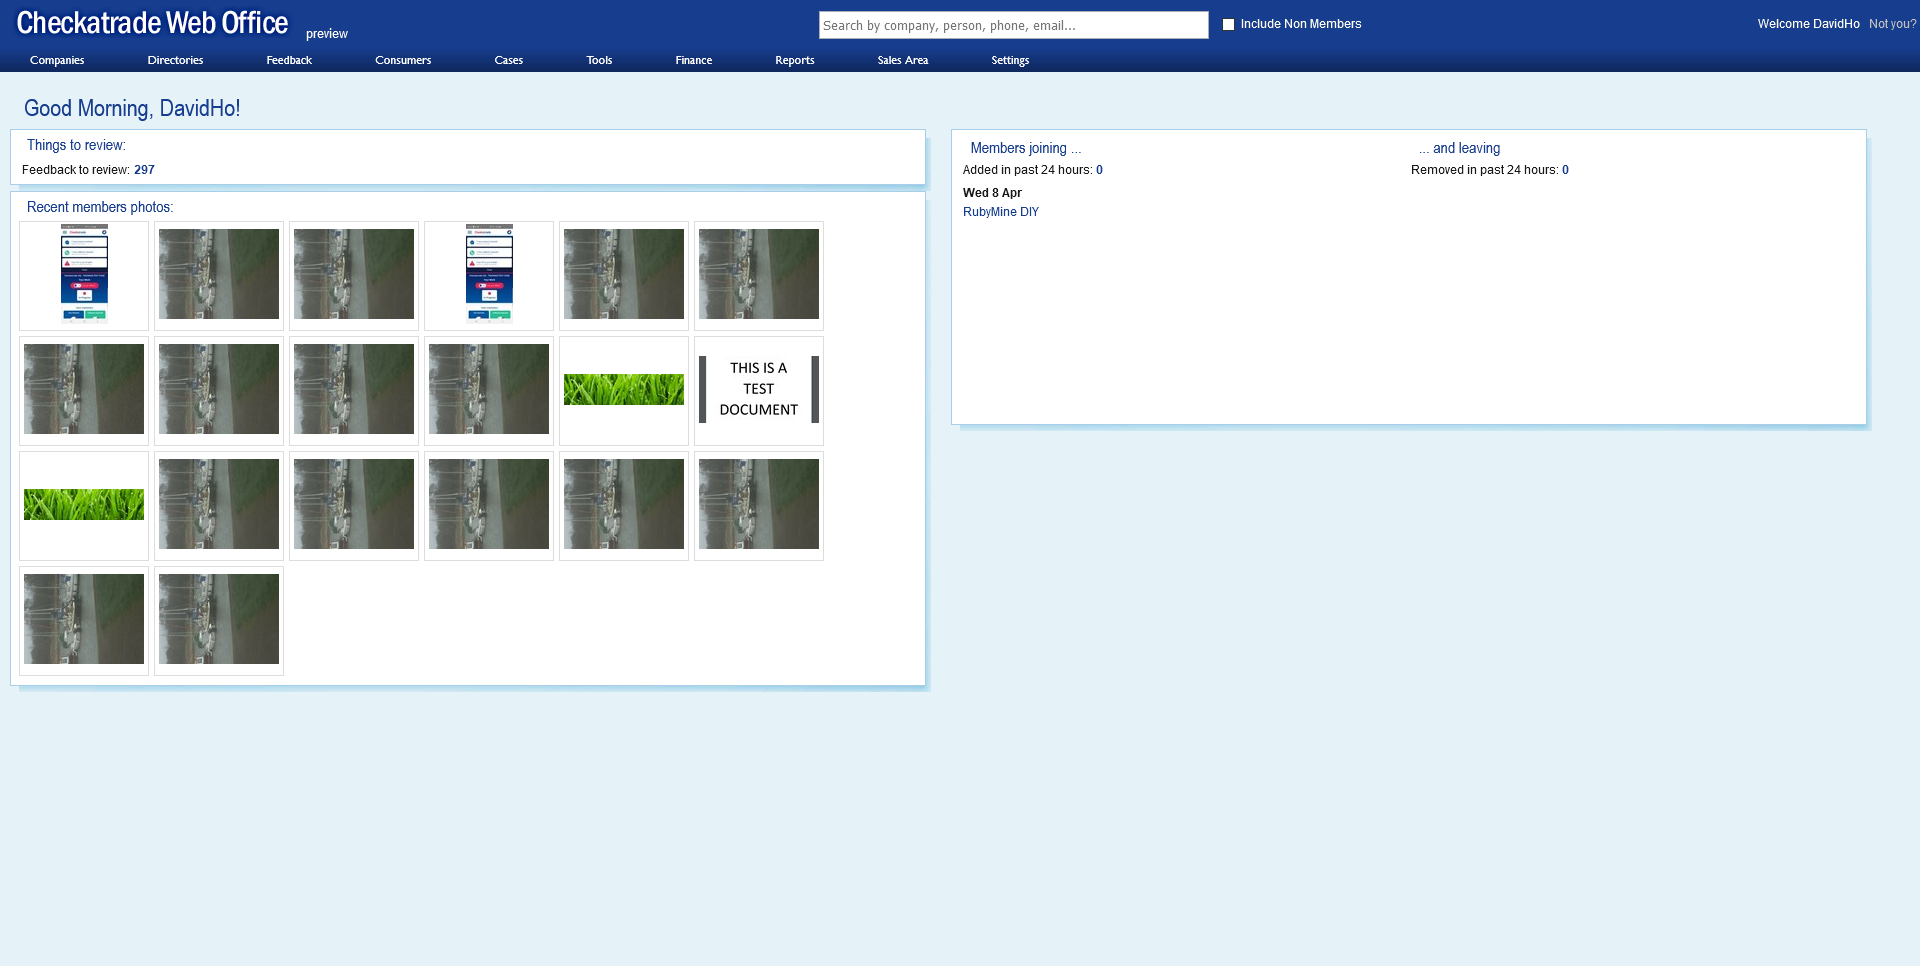 Checkatrade Web Office
preview
Include Non Members
Welcome DavidHo Not you?
Search by company, person, phone, email...
Companies Directories Feedback Consumers Cases Tools Finance Reports Sales Area Settings
Good Morning, DavidHo!
Things to review:
Feedback to review: 297
Recent members photos:
THIS IS A
TEST
DOCUMENT
Members joining ...
Added in past 24 hours: 0
Wed 8 Apr
RubyMine DIY
... and leaving
Removed in past 24 hours: 0